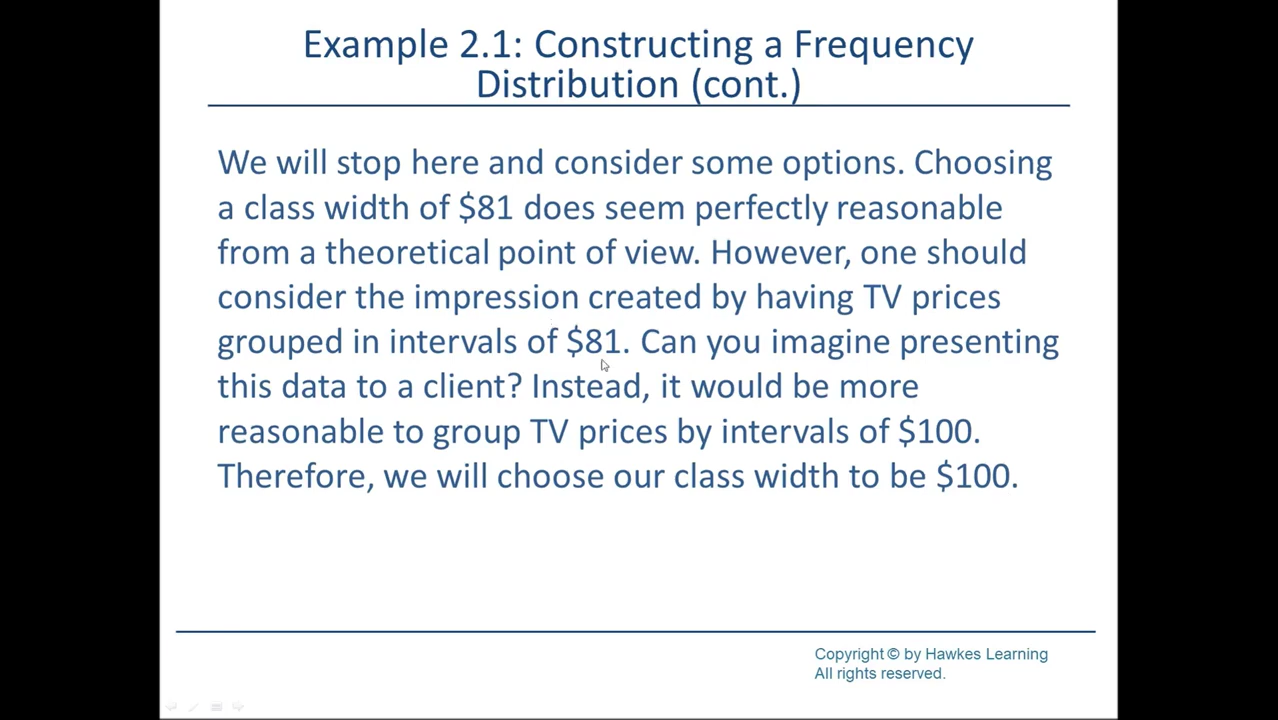 Example 2.1: Constructing a Frequency
Distribution (cont.)
We will stop here and consider some options. Choosing
a class width of $81 does seem perfectly reasonable
from a theoretical point of view. However, one should
consider the impression created by having TV prices
grouped in intervals of $81. Can you imagine presenting
this data to a client? Instead, it would be more
reasonable to group TV prices by intervals of $100.
Therefore, we will choose our class width to be $100.
Copyright © by Hawkes Learning
All rights reserved.